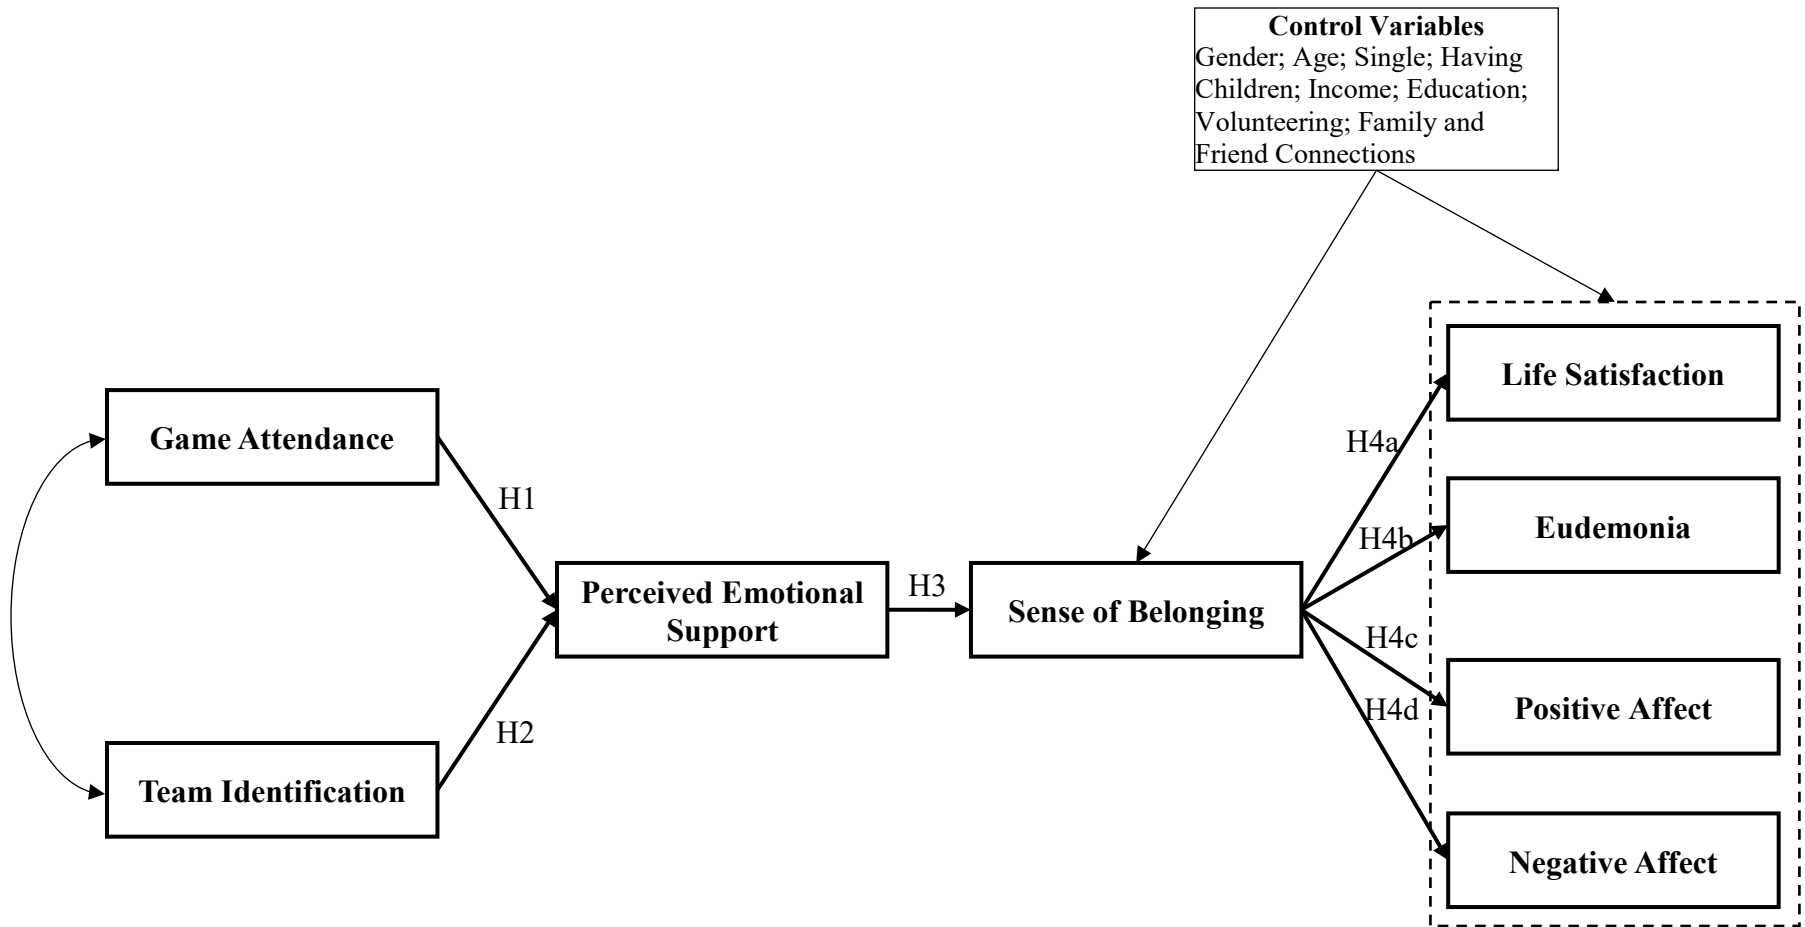 Control Variables
Gender; Age; Single; Having
Children; Income; Education;
Volunteering; Family and
Friend Connections
Game Attendance
Team Identification
H1
H2
Perceived Emotional
Support
H3
Sense of Belonging
H4a
H4b
H4c
H4d
Life Satisfaction
Eudemonia
Positive Affect
Negative Affect